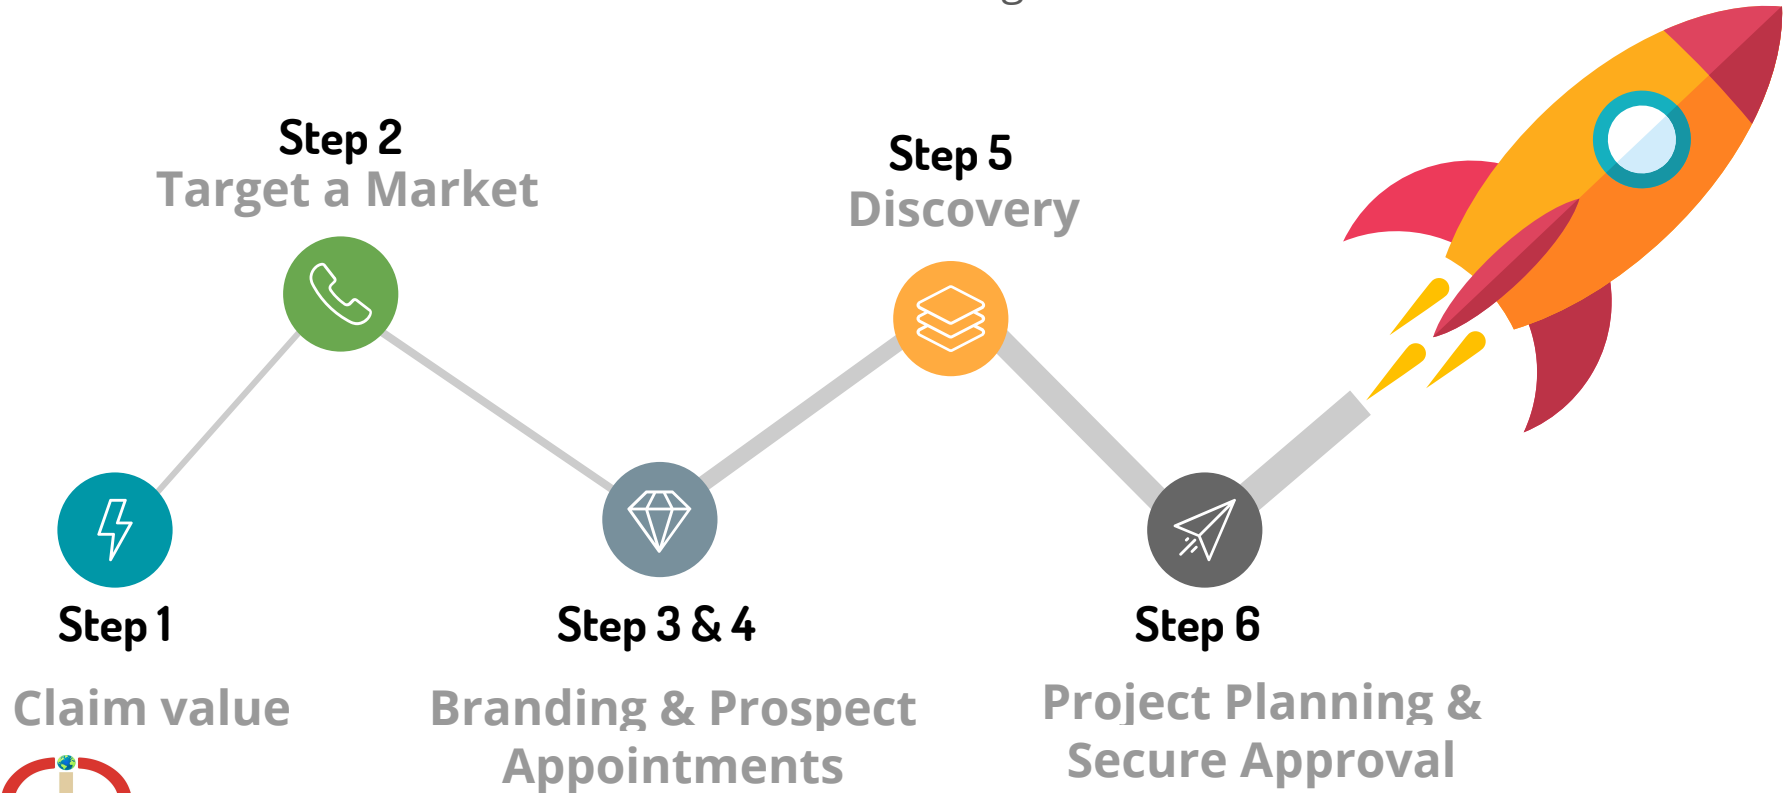 Step 1
Claim value
Step 2
Target a Market
Step 3 & 4
Branding & Prospect
Appointments
Step 5
Discovery
Step 6
Project Planning &
Secure Approval